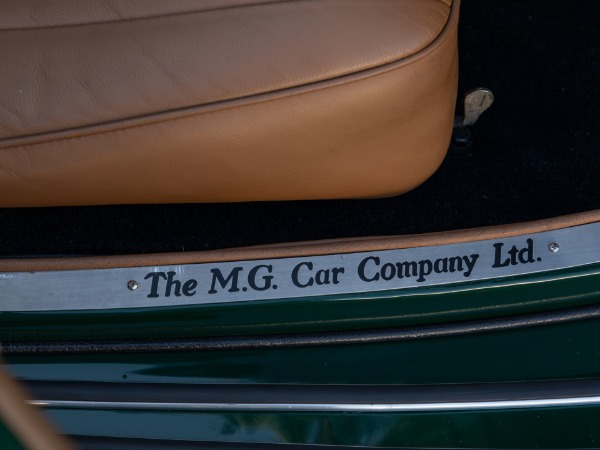 The M.G. Car Company Ltd.